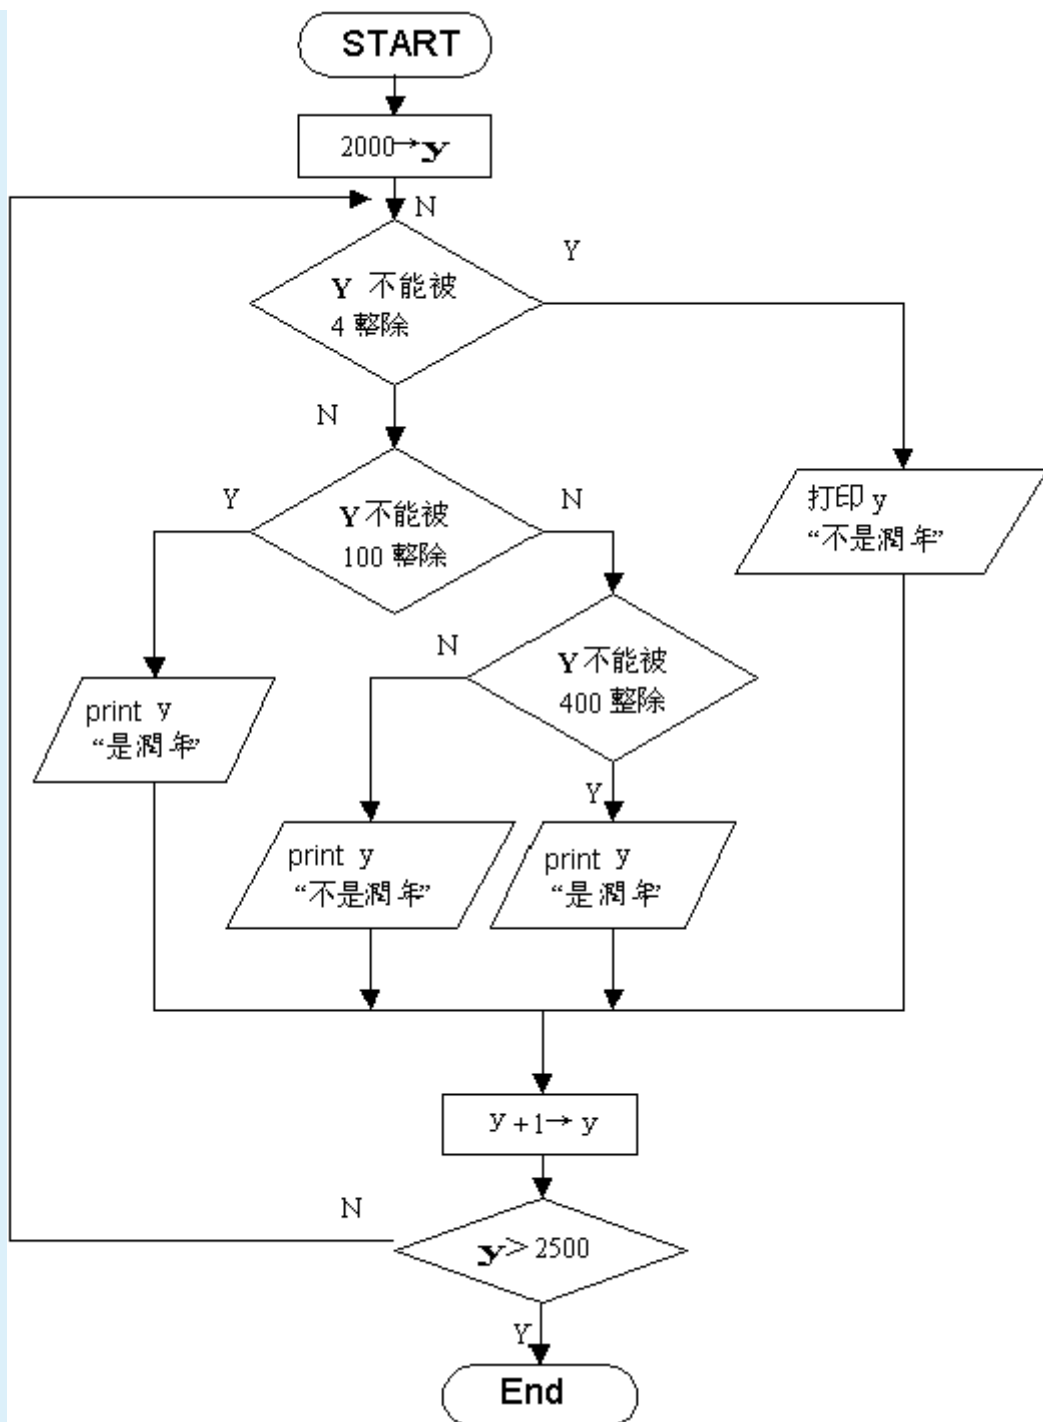 START
2000→y
N
Y
Y 不能被
4 整除
N
Y
N
Y 不能被
100 整除
打印 y
“不是潤年”
N
Y 不能被
400 整除
print y
“是潤年”
Y
print y
“不是潤年”
print y
“是潤年”
y +1→ y
N
y > 2500
Y
End